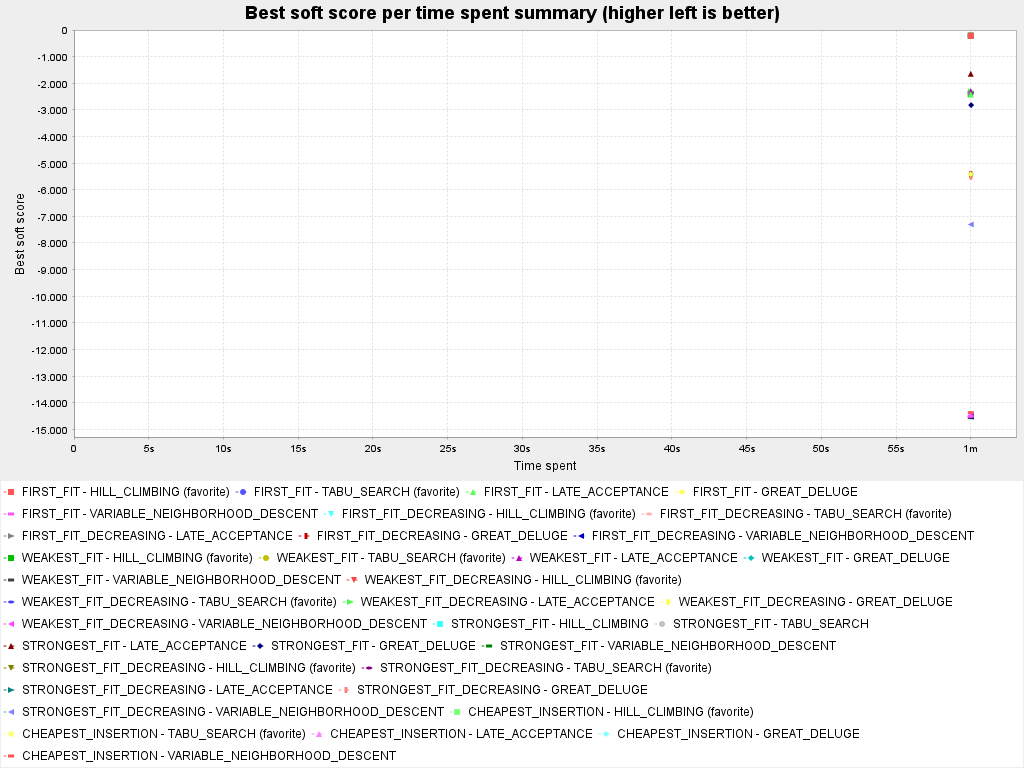 Best soft score per time spent summary (higher left is better)
0
-1.000
-2.000
-3.000
-4.000
-5.000
-6.000
-7.000
-8.000
-9.000
-10.000
-11.000
-12.000
-13.000
-14.000
-15.000
Best soft score
0 5s 10s 15s 20s 25s 30s 35s 40s 45s 50s 55s 1m
Time spent
FIRST_FIT - HILL_CLIMBING (favorite) FIRST_FIT - TABU_SEARCH (favorite) FIRST_FIT - LATE_ACCEPTANCE FIRST_FIT - GREAT_DELUGE
FIRST_FIT - VARIABLE_NEIGHBORHOOD_DESCENT FIRST_FIT_DECREASING - HILL_CLIMBING (favorite) FIRST_FIT_DECREASING - TABU_SEARCH (favorite)
FIRST_FIT_DECREASING - LATE_ACCEPTANCE FIRST_FIT_DECREASING - GREAT_DELUGE FIRST_FIT_DECREASING - VARIABLE_NEIGHBORHOOD_DESCENT
WEAKEST_FIT - HILL_CLIMBING (favorite) WEAKEST_FIT - TABU_SEARCH (favorite) WEAKEST_FIT - LATE_ACCEPTANCE WEAKEST_FIT - GREAT_DELUGE
WEAKEST_FIT - VARIABLE_NEIGHBORHOOD_DESCENT WEAKEST_FIT_DECREASING - HILL_CLIMBING (favorite)
WEAKEST_FIT_DECREASING - TABU_SEARCH (favorite) WEAKEST_FIT_DECREASING - LATE_ACCEPTANCE WEAKEST_FIT_DECREASING - GREAT_DELUGE
WEAKEST_FIT_DECREASING - VARIABLE_NEIGHBORHOOD_DESCENT STRONGEST_FIT - HILL_CLIMBING STRONGEST_FIT - TABU_SEARCH
STRONGEST_FIT - LATE_ACCEPTANCE STRONGEST_FIT - GREAT_DELUGE STRONGEST_FIT - VARIABLE_NEIGHBORHOOD_DESCENT
STRONGEST_FIT_DECREASING - HILL_CLIMBING (favorite) STRONGEST_FIT_DECREASING - TABU_SEARCH (favorite)
STRONGEST_FIT_DECREASING - LATE_ACCEPTANCE STRONGEST_FIT_DECREASING - GREAT_DELUGE
STRONGEST_FIT_DECREASING - VARIABLE_NEIGHBORHOOD_DESCENT CHEAPEST_INSERTION - HILL_CLIMBING (favorite)
CHEAPEST_INSERTION - TABU_SEARCH (favorite) CHEAPEST_INSERTION - LATE_ACCEPTANCE CHEAPEST_INSERTION - GREAT_DELUGE
CHEAPEST_INSERTION - VARIABLE_NEIGHBORHOOD_DESCENT